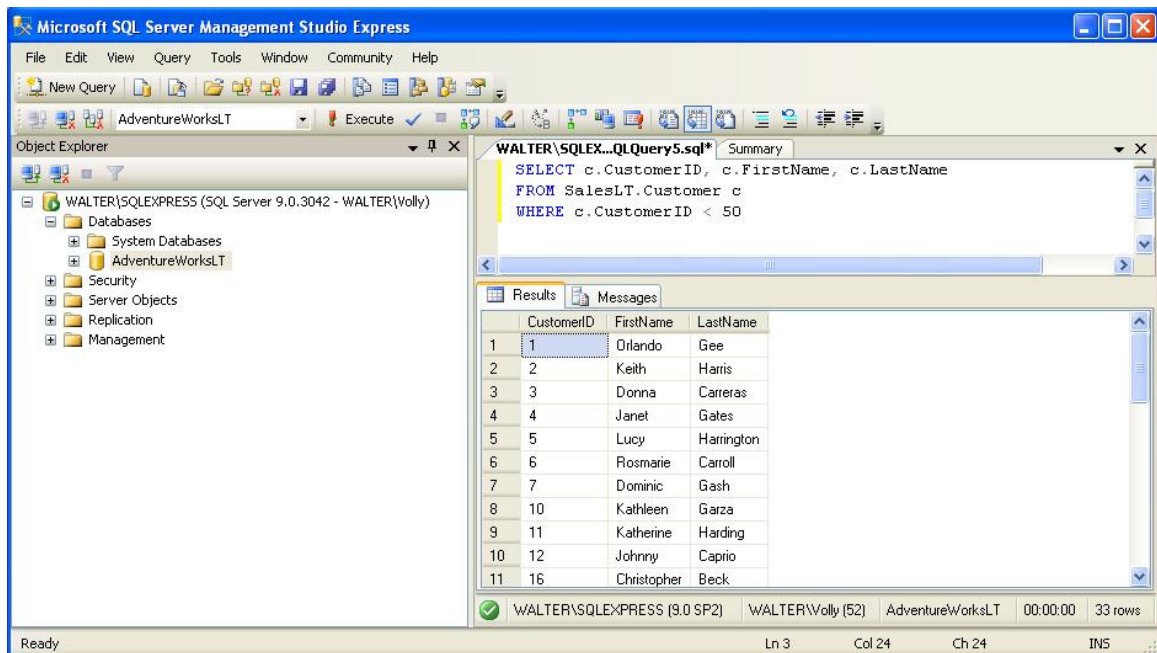 Microsoft SQL Server Management Studio Express
File Edit View Query Tools Window Community Help
New Query
AdventureWorksLT Execute
Object Explorer
WALTER\SQLEXPRESS (SQL Server 9.0.3042 - WALTER\Volly)
Databases
System Databases
AdventureWorksLT
Security
Server Objects
Replication
Management
WALTER\SQLEX...QLQuery5.sql* Summary
SELECT c.CustomerID, c.FirstName, c.LastName
FROM SalesLT.Customer c
WHERE c.CustomerID < 50
Results Messages
CustomerID FirstName LastName
1 1 Orlando Gee
2 2 Keith Harris
3 3 Donna Carreras
4 4 Janet Gates
5 5 Lucy Harrington
6 6 Rosmarie Carroll
7 7 Dominic Gash
8 10 Kathleen Garza
9 11 Katherine Harding
10 12 Johnny Caprio
11 16 Christopher Beck
WALTER\SQLEXPRESS (9.0 SP2) WALTER\Volly (52) AdventureWorksLT 00:00:00 33 rows
Ready Ln 3 Col 24 Ch 24 INS